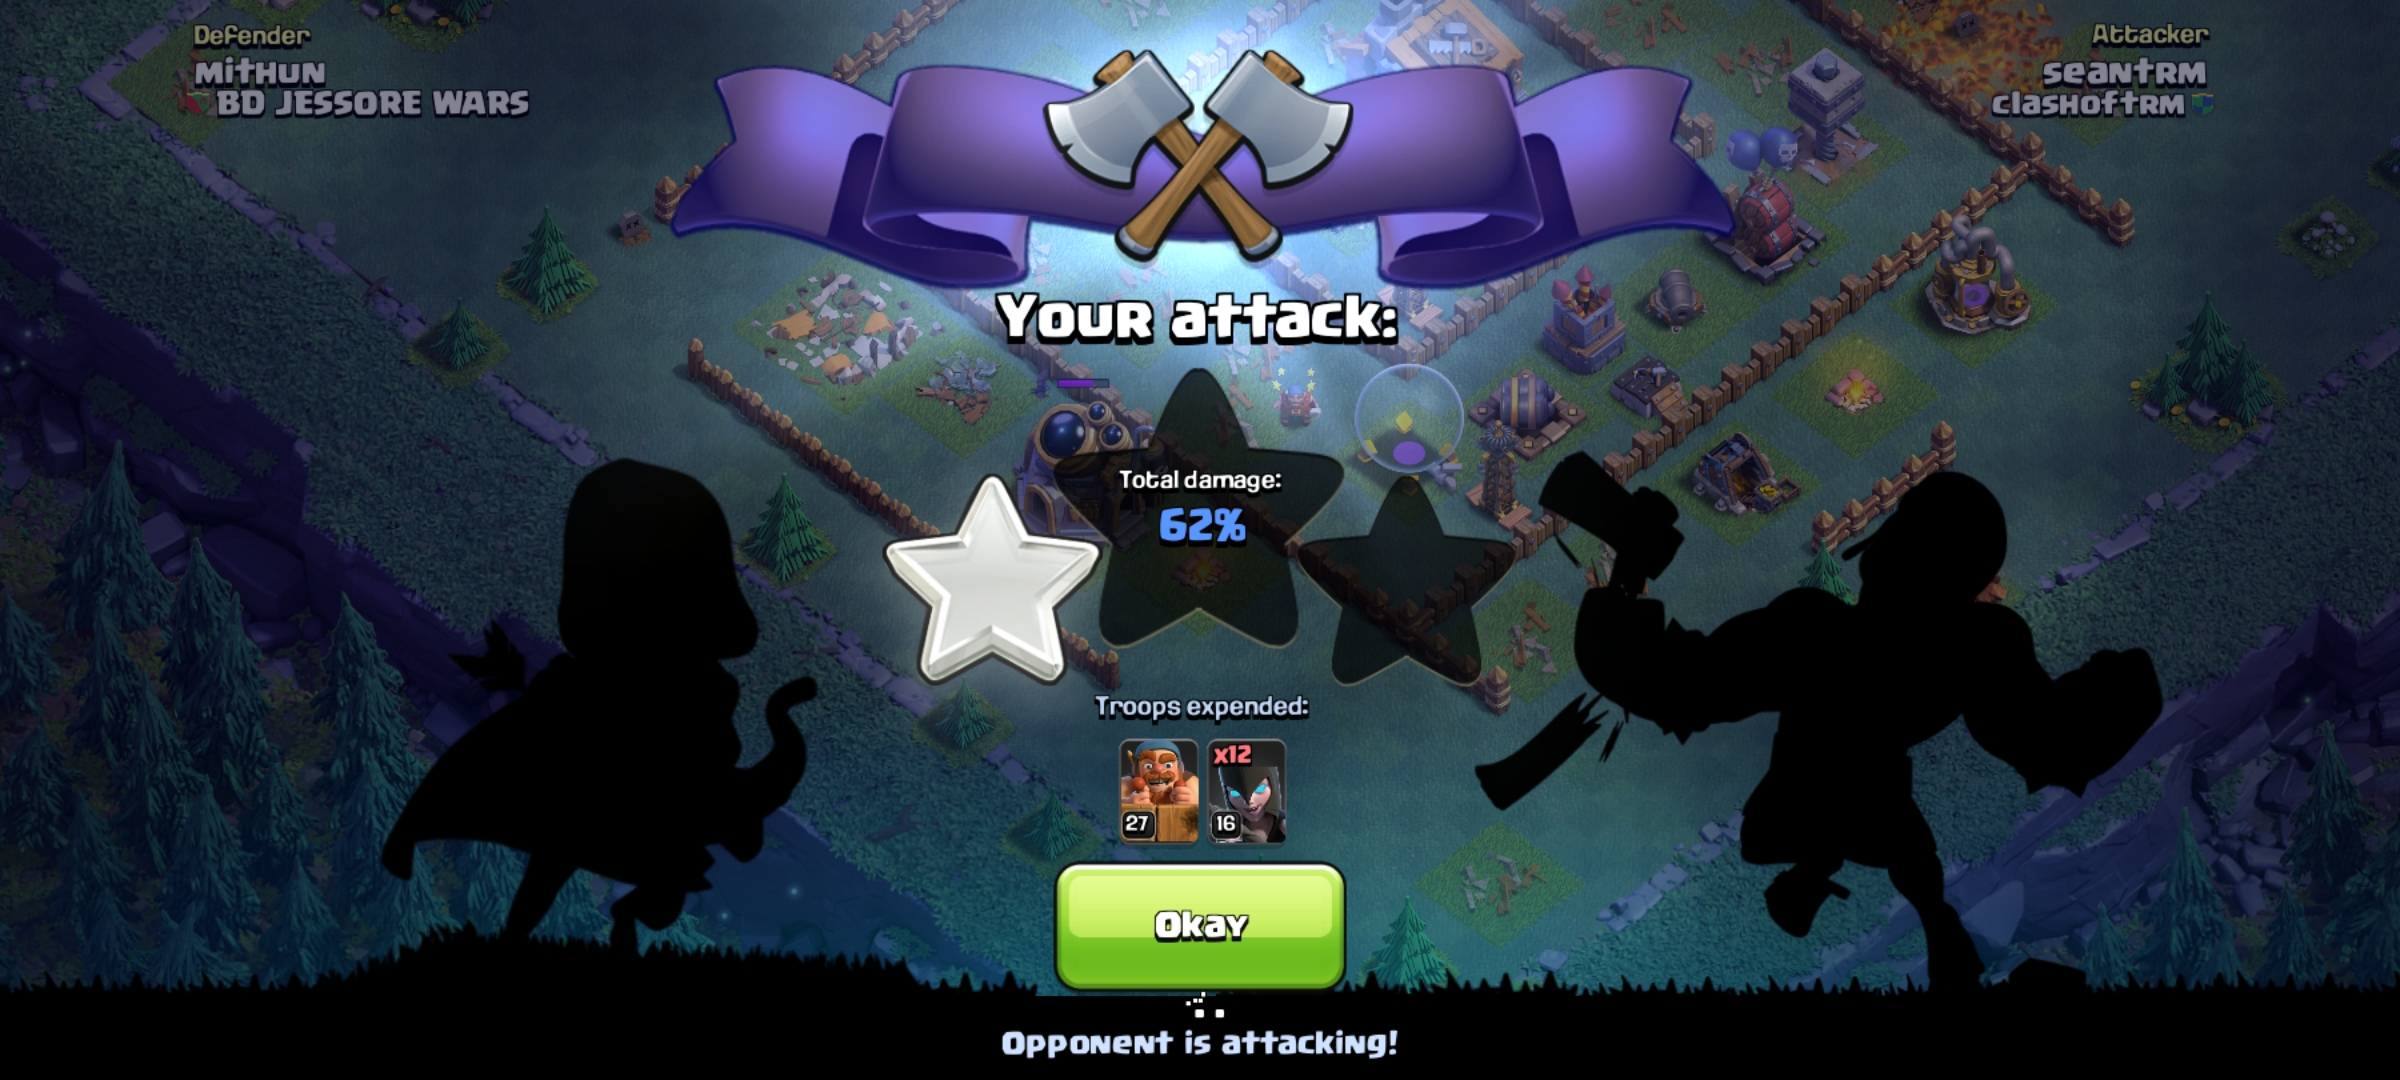 Defender
MitHUN
BD JESSORE WARS
Attacker
seantRM
clashoftRM
Your attack:
Total damage:
62%
Troops expended:
x12
27
16
Okay
Opponent is attacking!